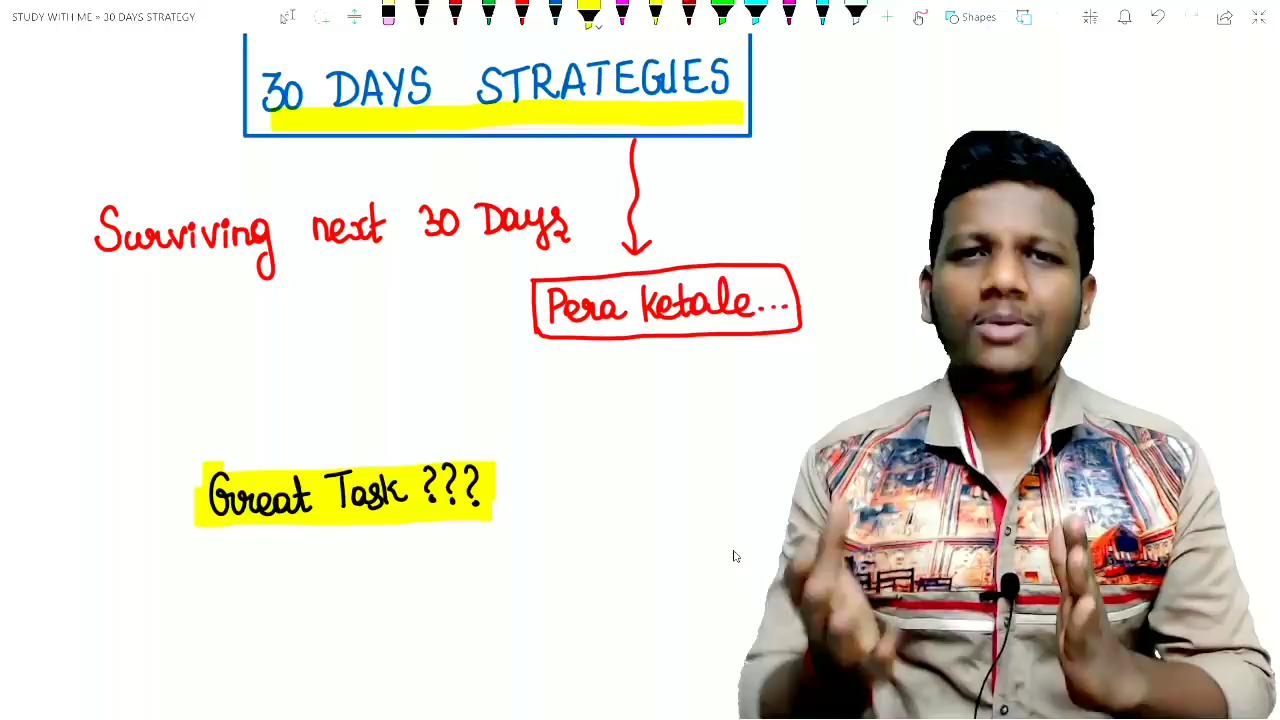 STUDY WITH ME » 30 DAYS STRATEGY
Shapes
30 DAYS STRATEGIES
Surviving next 30 Days
Pera Ketale...
Great Task ???